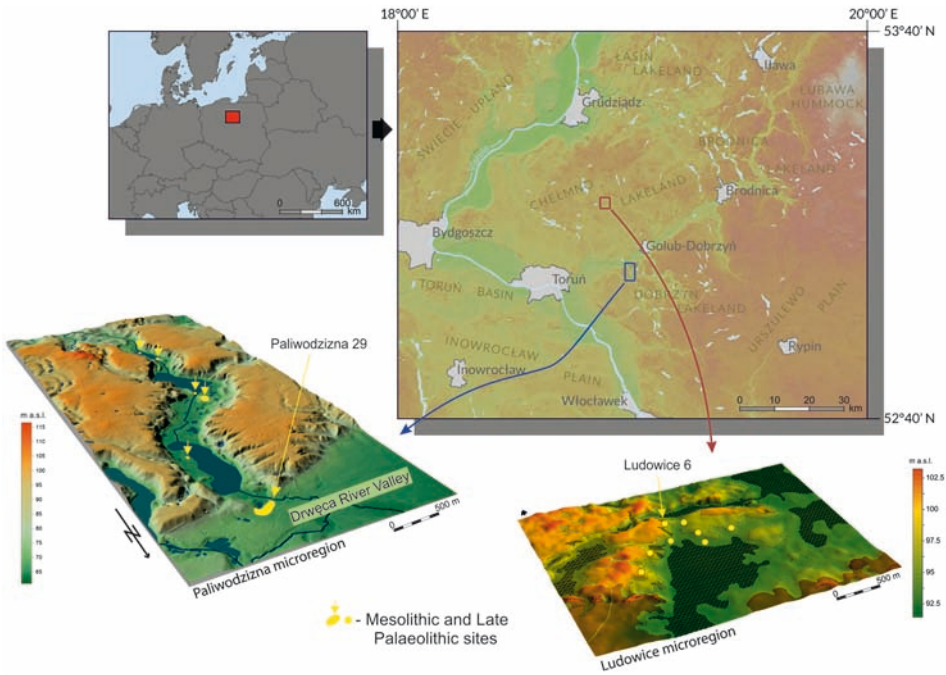 18°00' E
20°00' E
53°40' N
ŁASIN
LAKELAND
Iława
Grudziądz
ŁUBAWA
HUMMOCK
ŚWIECIE UPLAND
BRODNICA
LAKELAND
Brodnica
CHEŁMNO
LAKELAND
0 600
km
Bydgoszcz
Golub-Dobrzyń
Toruń
TORUŃ BASIN
DOBRZYŃ
LAKELAND
URSZULEWO
PLAIN
Rypin
INOWROCŁAW
PLAIN
Inowrocław
Włocławek
0 10 20 30
km
52°40' N
Paliwodzizna 29
m a.s.l.
115
110
105
100
95
90
85
80
75
70
65
Drwęca River Valley
0 500 m
N
Paliwodzizna microregion
Ludowice 6
m a.s.l.
102.5
100
97.5
95
92.5
0 500 m
Ludowice microregion
- Mesolithic and Late
Palaeolithic sites